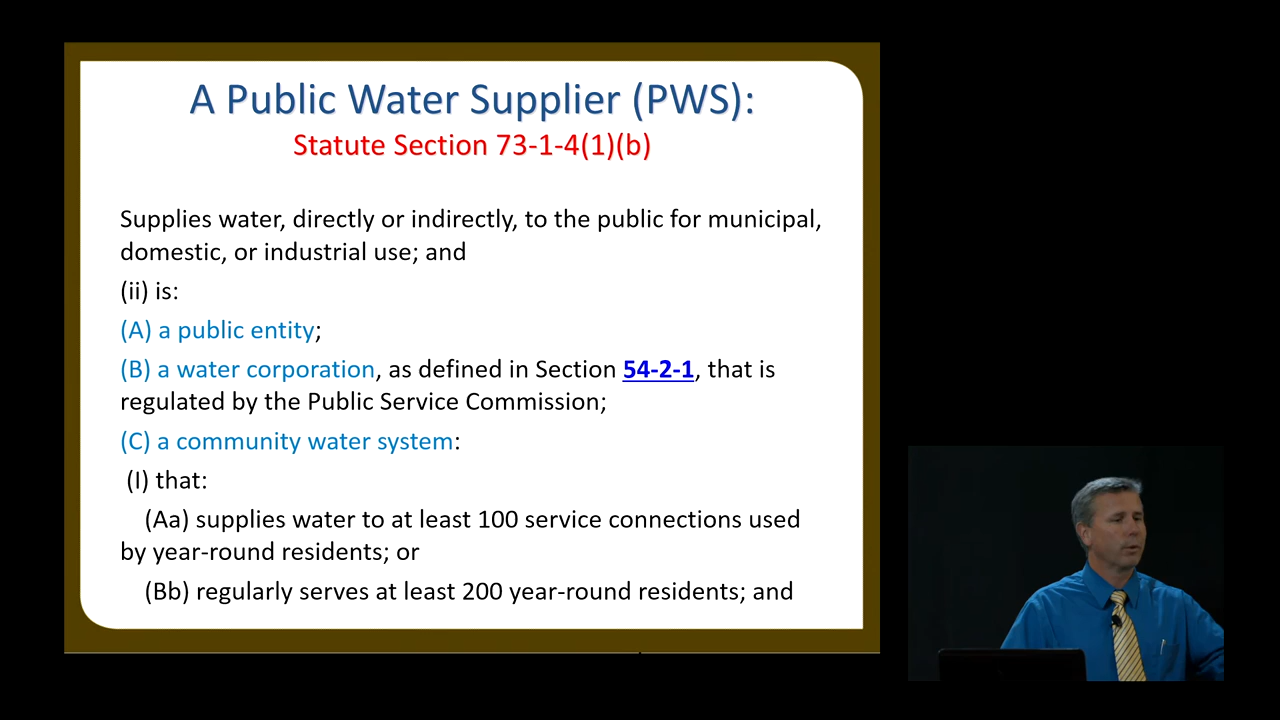 A Public Water Supplier (PWS):
Statute Section 73-1-4(1)(b)
Supplies water, directly or indirectly, to the public for municipal,
domestic, or industrial use; and
(ii) is:
(A) a public entity;
(B) a water corporation, as defined in Section 54-2-1, that is
regulated by the Public Service Commission;
(C) a community water system:
(I) that:
(Aa) supplies water to at least 100 service connections used
by year-round residents; or
(Bb) regularly serves at least 200 year-round residents; and